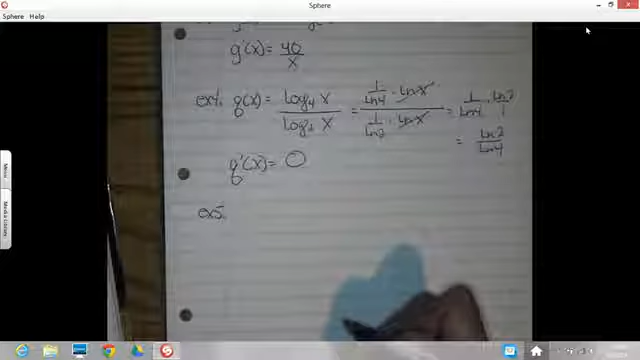 Sphere
Sphere Help
g'(x) = 40/x
ex4. g(x) = log₄ x / log₂ x = (1/ln4 · ln x) / (1/ln2 · ln x) = 1/ln4 · ln2/1
= ln2/ln4
g'(x) = 0
ex5.